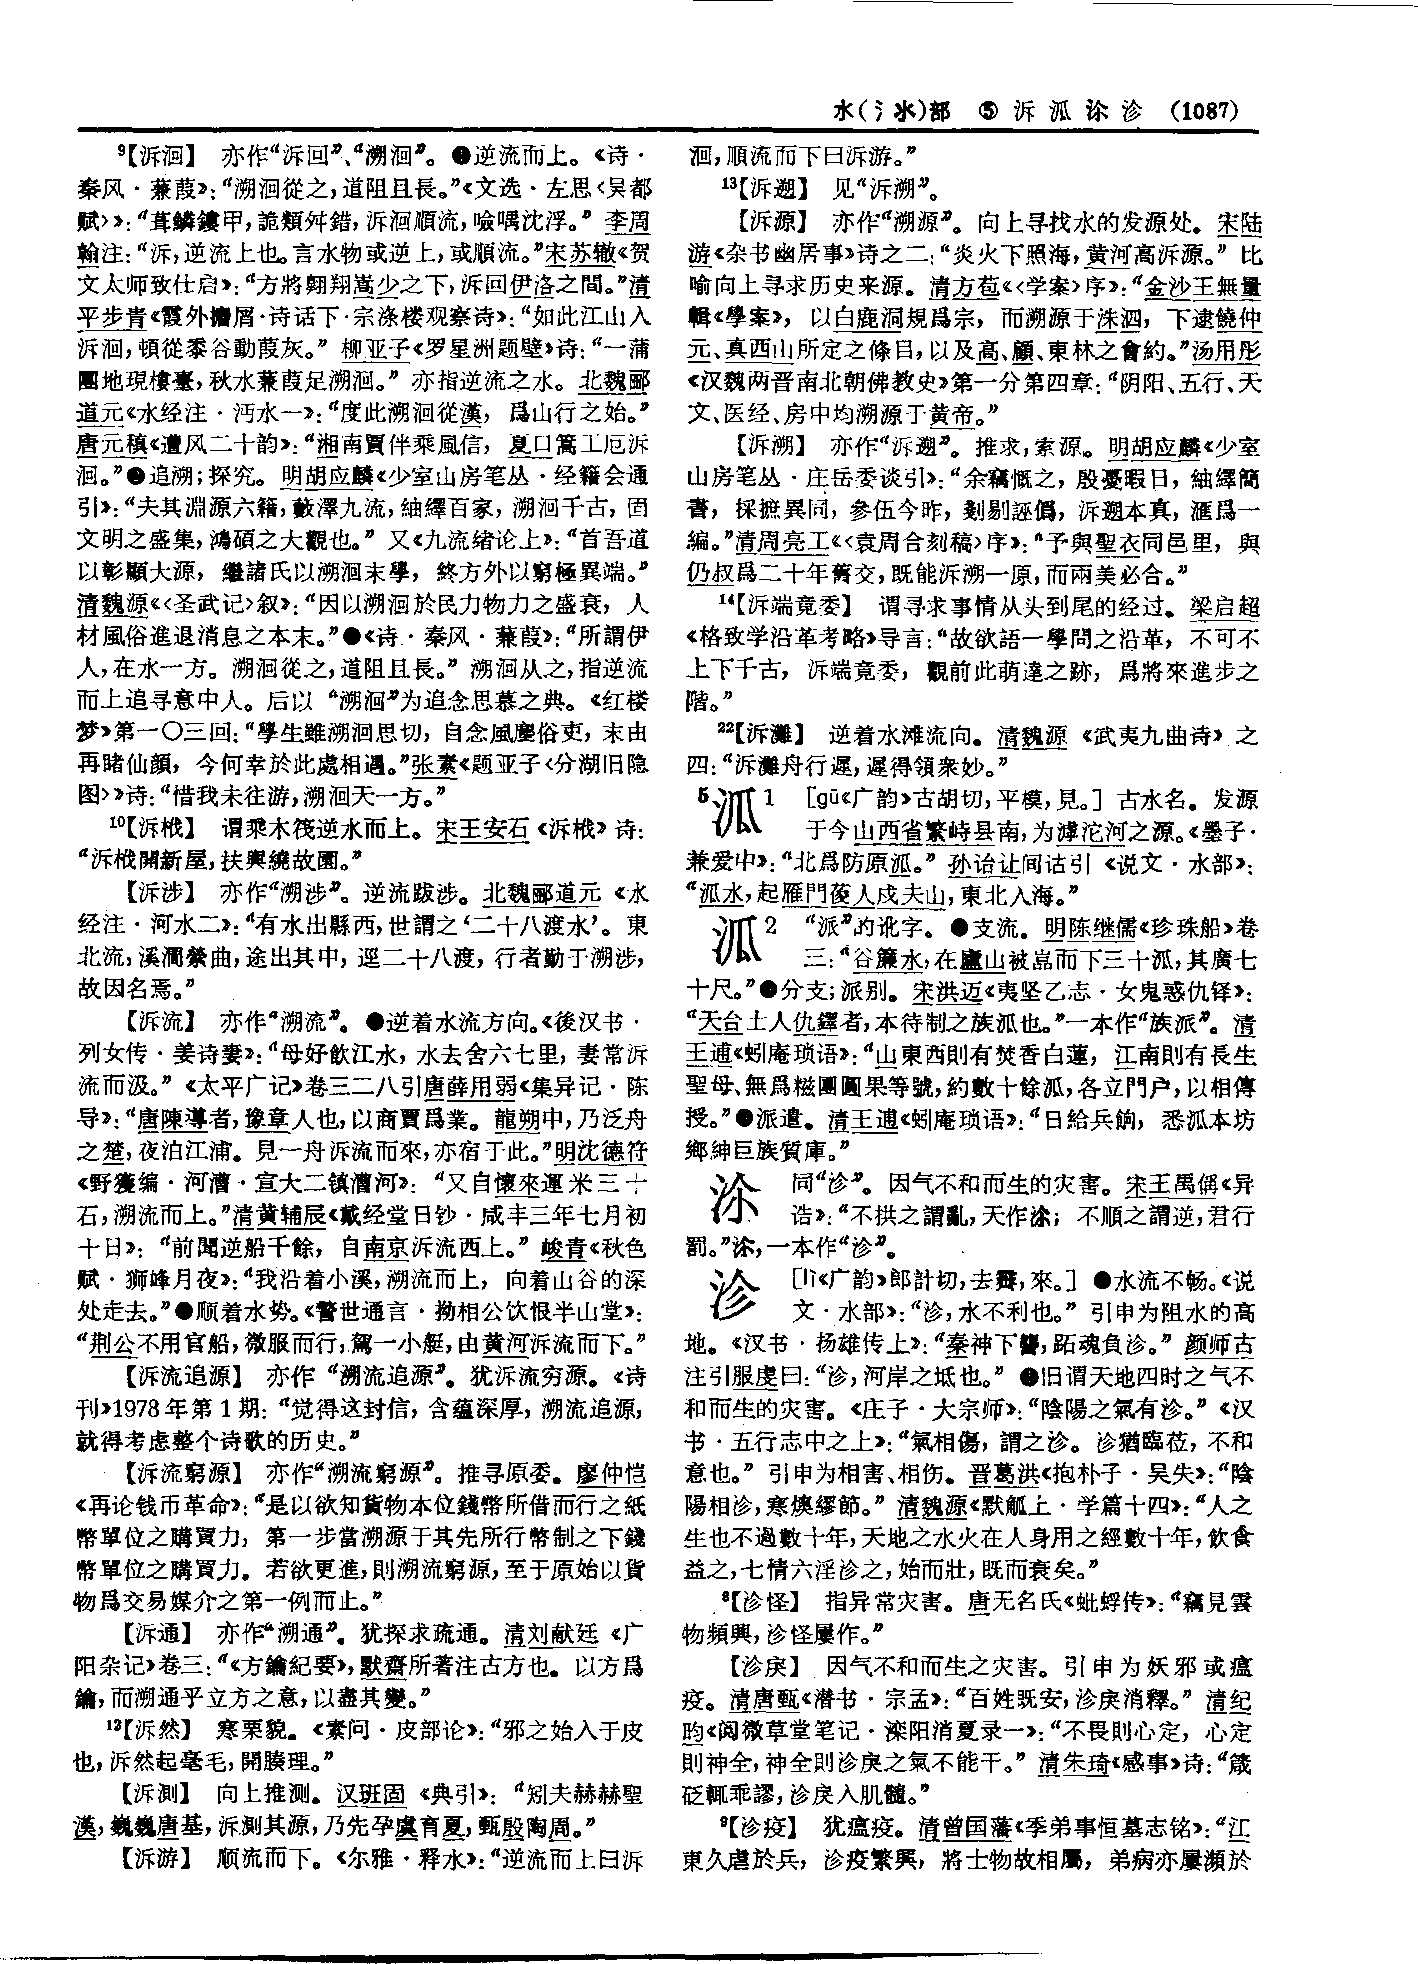 水(氵氺)部 ⑤ 泝 泒 沵 沴 (1087)
⁹【泝洄】 亦作“泝回”、“溯洄”。❶逆流而上。《诗·
秦风·蒹葭》:“溯洄從之,道阻且長。”《文选·左思〈吴都
赋〉》:“葺鱗鏤甲,詭類舛錯,泝洄順流,噞喁沈浮。” 李周
翰注:“泝,逆流上也。言水物或逆上,或順流。”宋苏辙《贺
文太师致仕启》:“方將翱翔嵩少之下,泝回伊洛之間。”清
平步青《霞外攟屑·诗话下·宗涤楼观察诗》:“如此江山入
泝洄,頓從黍谷動葭灰。” 柳亚子《罗星洲题壁》诗:“一蒲
團地現樓臺,秋水蒹葭足溯洄。” 亦指逆流之水。北魏郦
道元《水经注·沔水一》:“度此溯洄從漢, 爲山行之始。”
唐元稹《遭风二十韵》:“湘南賈伴乘風信, 夏口篙工厄泝
洄。”❷追溯;探究。 明胡应麟《少室山房笔丛·经籍会通
引》:“夫其淵源六籍,藪澤九流,紬繹百家,溯洄千古,固
文明之盛集,鴻碩之大觀也。” 又《九流绪论上》:“首吾道
以彰顯大源, 繼諸氏以溯洄末學, 終方外以窮極異端。”
清魏源《〈圣武记〉叙》:“因以溯洄於民力物力之盛衰, 人
材風俗進退消息之本末。”❸《诗·秦风·蒹葭》:“所謂伊
人,在水一方。溯洄從之,道阻且長。” 溯洄从之,指逆流
而上追寻意中人。后以 “溯洄”为追念思慕之典。《红楼
梦》第一〇三回:“學生雖溯洄思切, 自念風塵俗吏, 末由
再睹仙顏, 今何幸於此處相遇。”张素《题亚子〈分湖旧隐
图〉》诗:“惜我未往游,溯洄天一方。”
¹⁰【泝栰】 谓乘木筏逆水而上。宋王安石《泝栰》诗:
“泝栰開新屋,扶輿繞故園。”
【泝涉】 亦作“溯涉”。逆流跋涉。北魏郦道元 《水
经注·河水二》:“有水出縣西,世謂之‘二十八渡水’。東
北流,溪澗縈曲,途出其中, 逕二十八渡, 行者勤于溯涉,
故因名焉。”
【泝流】 亦作“溯流”。❶逆着水流方向。《後汉书·
列女传·姜诗妻》:“母好飲江水, 水去舍六七里, 妻常泝
流而汲。” 《太平广记》卷三二八引唐薛用弱《集异记·陈
导》:“唐陳導者,豫章人也,以商賈爲業。龍朔中,乃泛舟
之楚,夜泊江浦。見一舟泝流而來,亦宿于此。”明沈德符
《野獲编·河漕·宣大二镇漕河》: “又自懷來運米三十
石,溯流而上。”清黄辅辰《戴经堂日钞·咸丰三年七月初
十日》: “前聞逆船千餘, 自南京泝流西上。” 峻青《秋色
赋·狮峰月夜》:“我沿着小溪,溯流而上, 向着山谷的深
处走去。”❷顺着水势。《警世通言·拗相公饮恨半山堂》:
“荆公不用官船,微服而行,駕一小艇,由黄河泝流而下。”
【泝流追源】 亦作 “溯流追源”。犹泝流穷源。《诗
刊》1978年第1期: “觉得这封信,含蕴深厚, 溯流追源,
就得考虑整个诗歌的历史。”
【泝流窮源】 亦作“溯流窮源”。推寻原委。廖仲恺
《再论钱币革命》:“是以欲知貨物本位錢幣所借而行之紙
幣單位之購買力, 第一步當溯源于其先所行幣制之下錢
幣單位之購買力。若欲更進,則溯流窮源,至于原始以貨
物爲交易媒介之第一例而止。”
【泝通】 亦作“溯通”。犹探求疏通。清刘献廷 《广
阳杂记》卷三:“《方鑰紀要》,默齋所著注古方也。以方爲
鑰,而溯通乎立方之意,以盡其變。”
¹²【泝然】 寒栗貌。《素问·皮部论》:“邪之始入于皮
也,泝然起毫毛,開腠理。”
【泝测】 向上推测。汉班固 《典引》: “矧夫赫赫聖
漢,巍巍唐基,泝測其源,乃先孕虞育夏,甄殷陶周。”
【泝游】 顺流而下。《尔雅·释水》:“逆流而上曰泝
洄,順流而下曰泝游。”
¹³【泝遡】 见“泝溯”。
【泝源】 亦作“溯源”。向上寻找水的发源处。宋陆
游《杂书幽居事》诗之二:“炎火下照海,黄河高泝源。” 比
喻向上寻求历史来源。清方苞《〈学案〉序》:“金沙王無量
輯《學案》, 以白鹿洞規爲宗, 而溯源于洙泗, 下逮饒仲
元、真西山所定之條目,以及高、顧、東林之會約。”汤用彤
《汉魏两晋南北朝佛教史》第一分第四章:“阴阳、五行、天
文、医经、房中均溯源于黄帝。”
【泝溯】 亦作“泝遡”。推求,索源。明胡应麟《少室
山房笔丛·庄岳委谈引》:“余竊慨之, 殷憂暇日, 紬繹簡
書, 採摭異同, 參伍今昨, 剗剔誣僞, 泝遡本真, 滙爲一
编。”清周亮工《〈袁周合刻稿〉序》:“予與聖衣同邑里, 與
仍叔爲二十年舊交,既能泝溯一原,而兩美必合。”
¹⁴【泝端竟委】 谓寻求事情从头到尾的经过。梁启超
《格致学沿革考略》导言:“故欲語一學問之沿革, 不可不
上下千古, 泝端竟委, 觀前此萌達之跡, 爲將來進步之
階。”
²²【泝灘】 逆着水滩流向。清魏源 《武夷九曲诗》之
四:“泝灘舟行遲,遲得領衆妙。”
⁵泒1 [gū《广韵》古胡切,平模,見。] 古水名。发源
于今山西省繁峙县南,为滹沱河之源。《墨子·
兼爱中》:“北爲防原泒。” 孙诒让间诂引 《说文·水部》:
“泒水,起雁門葰人戍夫山,東北入海。”
泒2 “派”的讹字。❶支流。明陈继儒《珍珠船》卷
三:“谷簾水,在廬山被嵓而下三十泒,其廣七
十尺。”❷分支;派别。宋洪迈《夷坚乙志·女鬼惑仇铎》:
“天台士人仇鐸者,本待制之族泒也。”一本作“族派”。清
王逋《蚓庵琐语》:“山東西則有焚香白蓮, 江南則有長生
聖母、無爲糍團圓果等號,約數十餘泒,各立門户,以相傳
授。”❸派遣。清王逋《蚓庵琐语》:“日給兵餉, 悉泒本坊
鄉紳巨族質庫。”
沵 同“沴”。因气不和而生的灾害。宋王禹偁《异
诰》:“不拱之謂亂,天作沵; 不順之謂逆,君行
罰。”沵,一本作“沴”。
沴 [lì《广韵》郎計切,去霽,來。] ❶水流不畅。《说
文·水部》:“沴,水不利也。” 引申为阻水的高
地。《汉书·扬雄传上》:“秦神下讋,跖魂負沴。” 颜师古
注引服虔曰:“沴,河岸之坻也。” ❷旧谓天地四时之气不
和而生的灾害。《庄子·大宗师》:“陰陽之氣有沴。” 《汉
书·五行志中之上》:“氣相傷, 謂之沴。沴猶臨莅, 不和
意也。” 引申为相害、相伤。晋葛洪《抱朴子·吴失》:“陰
陽相沴,寒燠繆節。” 清魏源《默觚上·学篇十四》:“人之
生也不過數十年,天地之水火在人身用之經數十年,飲食
益之,七情六淫沴之,始而壯,既而衰矣。”
⁸【沴怪】 指异常灾害。唐无名氏《蚍蜉传》:“竊見雲
物頻興,沴怪屢作。”
【沴戾】 因气不和而生之灾害。引申为妖邪或瘟
疫。清唐甄《潜书·宗孟》:“百姓既安,沴戾消釋。” 清纪
昀《阅微草堂笔记·滦阳消夏录一》:“不畏則心定, 心定
則神全,神全則沴戾之氣不能干。” 清朱琦《感事》诗:“箴
砭輒乖謬,沴戾入肌髓。”
⁹【沴疫】 犹瘟疫。清曾国藩《季弟事恒墓志铭》:“江
東久虐於兵, 沴疫繁興, 將士物故相屬, 弟病亦屢瀕於